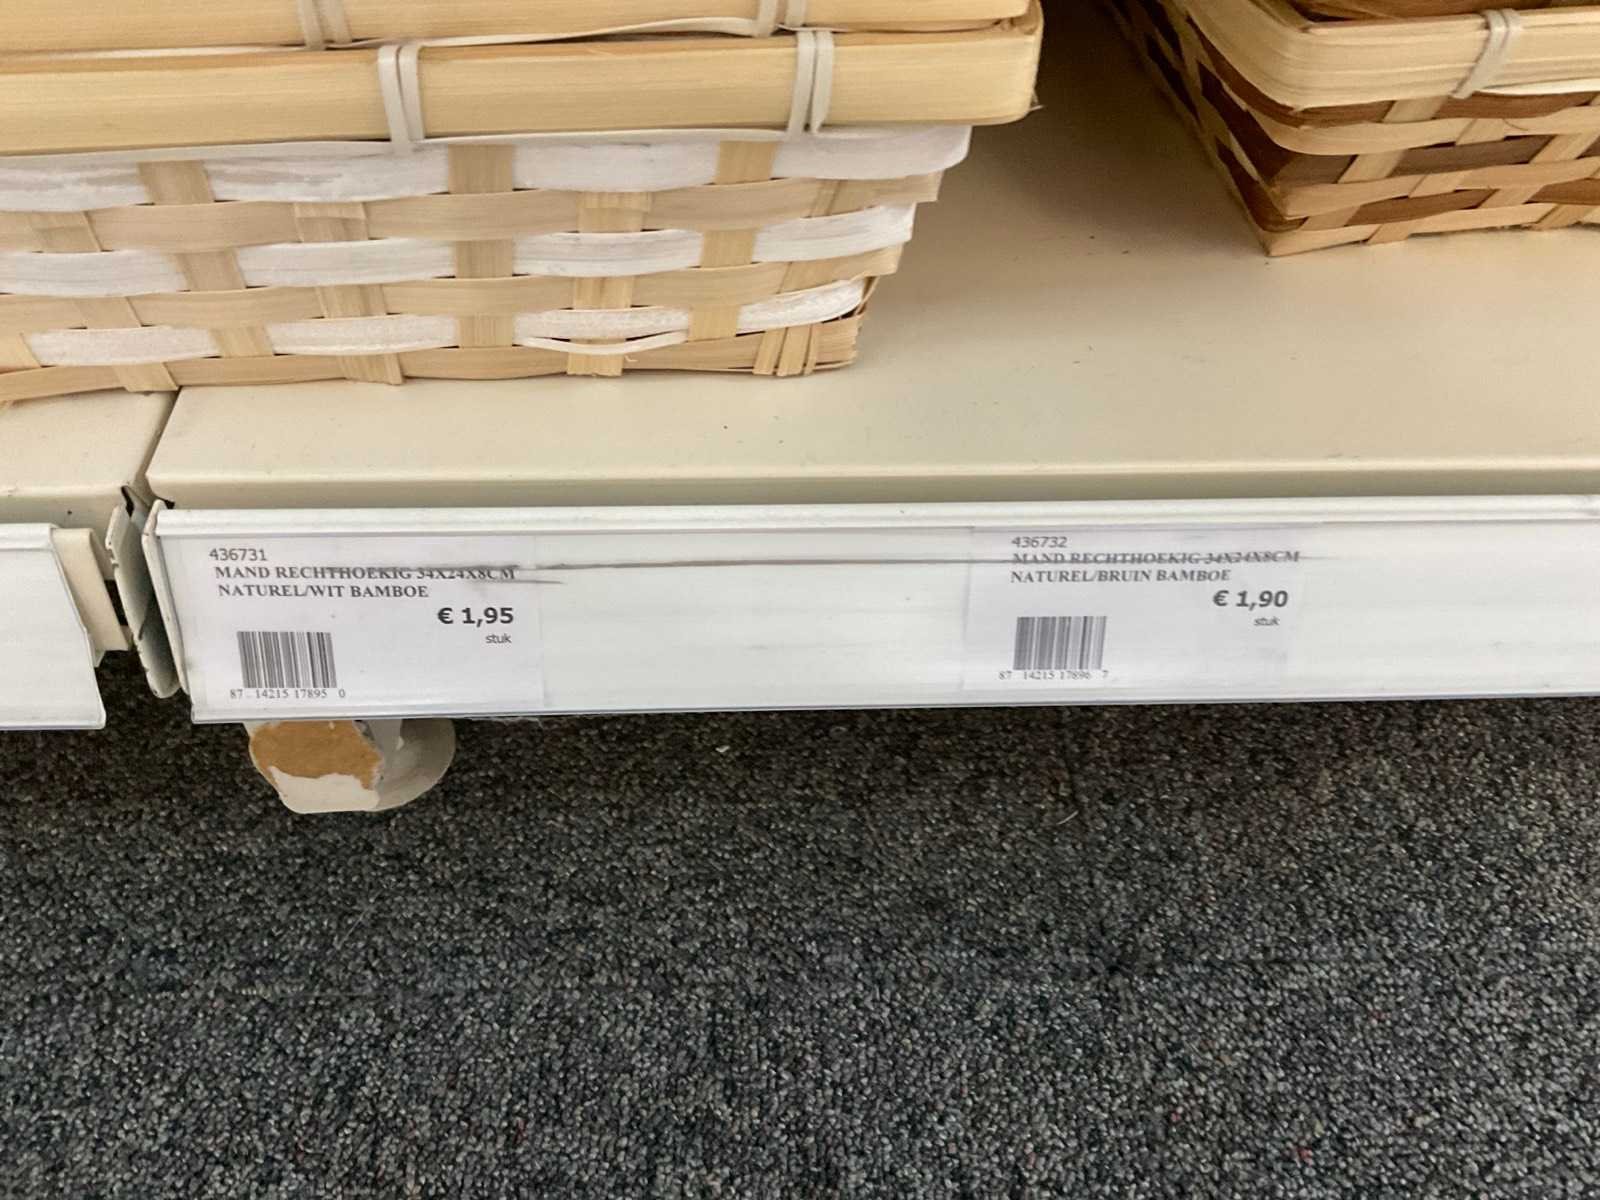 436731
MAND RECHTHOEKIG 34X24X8CM
NATUREL/WIT BAMBOE
€ 1,95
stuk
87 14215 17895 0
436732
MAND RECHTHOEKIG 34X24X8CM
NATUREL/BRUIN BAMBOE
€ 1,90
stuk
87 14215 17896 7